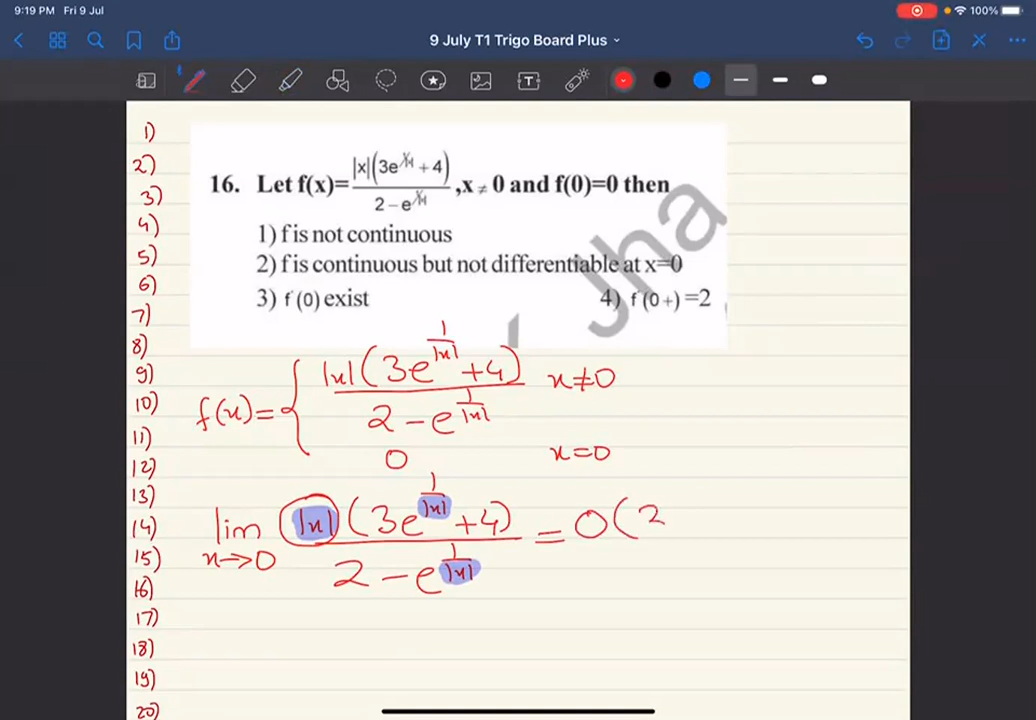 9:19 PM Fri 9 Jul
100%
9 July T1 Trigo Board Plus
1)
2)
3)
4)
5)
6)
7)
8)
9)
10)
11)
12)
13)
14)
15)
16)
17)
18)
19)
20)
16. Let f(x)= |x|(3e^{1/|x|} + 4) / 2 − e^{1/|x|} , x ≠ 0 and f(0)=0 then
1) f is not continuous
2) f is continuous but not differentiable at x=0
3) f'(0) exist 4) f'(0+) =2
Jha
f(x) = { |x|(3e^{1/|x|} + 4) / 2 − e^{1/|x|} x≠0
0 x=0
lim x→0 |x|(3e^{1/|x|} + 4) / 2 − e^{1/|x|} = 0(3